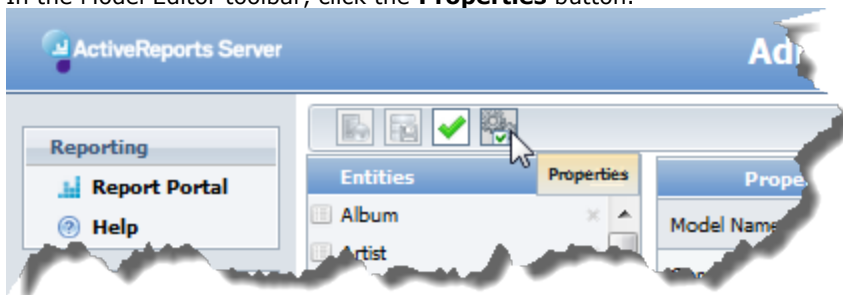 In the Model Editor toolbar, click the Properties button.
ActiveReports Server
Reporting
Report Portal
Help
Entities
Properties
Album
Artist
Model Name